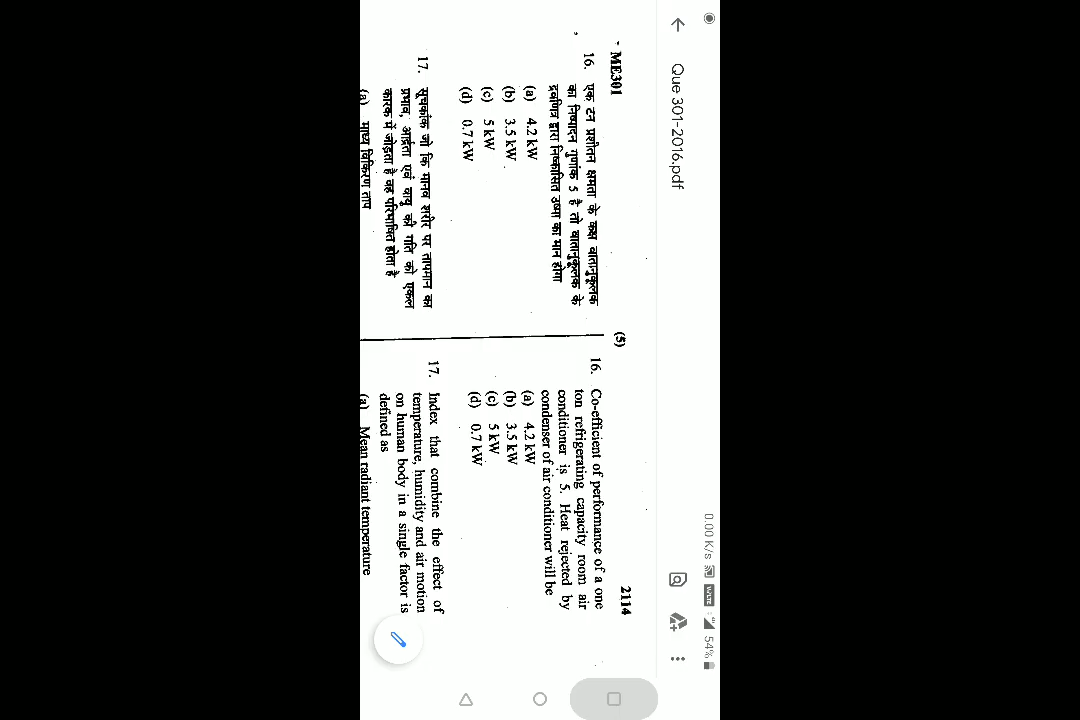 0.00 K/s
54%
Que 301-2016.pdf
ME301
(5)
2114
16. एक टन प्रशीतन क्षमता के कक्ष वातानुकूलक
का निष्पादन गुणांक 5 है तो वातानुकूलक के
द्रवणित्र द्वारा निष्कासित उष्मा का मान होगा
(a) 4.2 kW
(b) 3.5 kW
(c) 5 kW
(d) 0.7 kW
17. सूचकांक जो कि मानव शरीर पर तापमान का
प्रभाव, आर्द्रता एवं वायु की गति को एकल
कारक में जोड़ता है वह परिभाषित होता है
(a) माध्य विकिरण ताप
16. Co-efficient of performance of a one
ton refrigerating capacity room air
conditioner is 5. Heat rejected by
condenser of air conditioner will be
(a) 4.2 kW
(b) 3.5 kW
(c) 5 kW
(d) 0.7 kW
17. Index that combine the effect of
temperature, humidity and air motion
on human body in a single factor is
defined as
(a) Mean radiant temperature